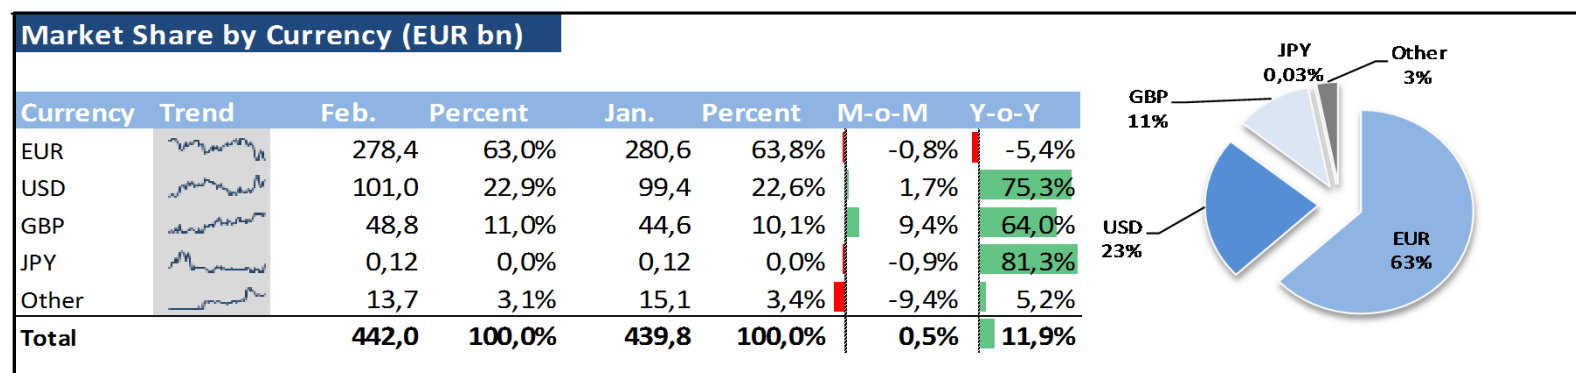 Market Share by Currency (EUR bn)
Currency Trend Feb. Percent Jan. Percent M-o-M Y-o-Y
EUR 278,4 63,0% 280,6 63,8% -0,8% -5,4%
USD 101,0 22,9% 99,4 22,6% 1,7% 75,3%
GBP 48,8 11,0% 44,6 10,1% 9,4% 64,0%
JPY 0,12 0,0% 0,12 0,0% -0,9% 81,3%
Other 13,7 3,1% 15,1 3,4% -9,4% 5,2%
Total 442,0 100,0% 439,8 100,0% 0,5% 11,9%
JPY
0,03%
Other
3%
GBP
11%
USD
23%
EUR
63%